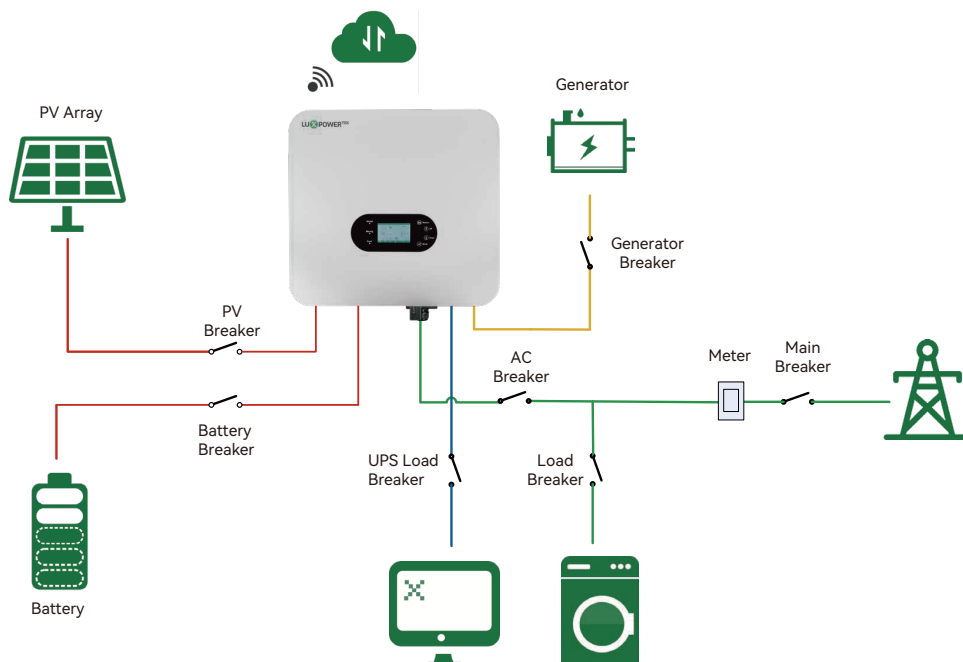 Generator
PV Array
LUXPOWERTEK
Generator
Breaker
PV
Breaker
AC
Breaker
Meter
Main
Breaker
Battery
Breaker
UPS Load
Breaker
Load
Breaker
Battery